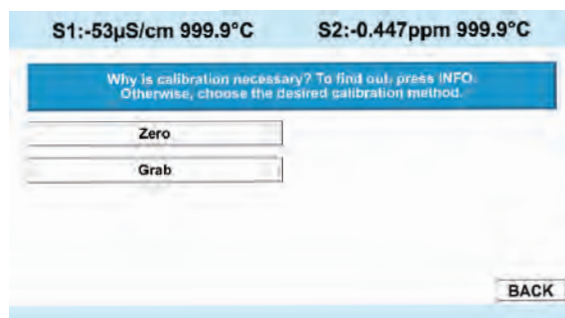 S1:-53µS/cm 999.9°C S2:-0.447ppm 999.9°C
Why is calibration necessary? To find out, press INFO.
Otherwise, choose the desired calibration method.
Zero
Grab
BACK